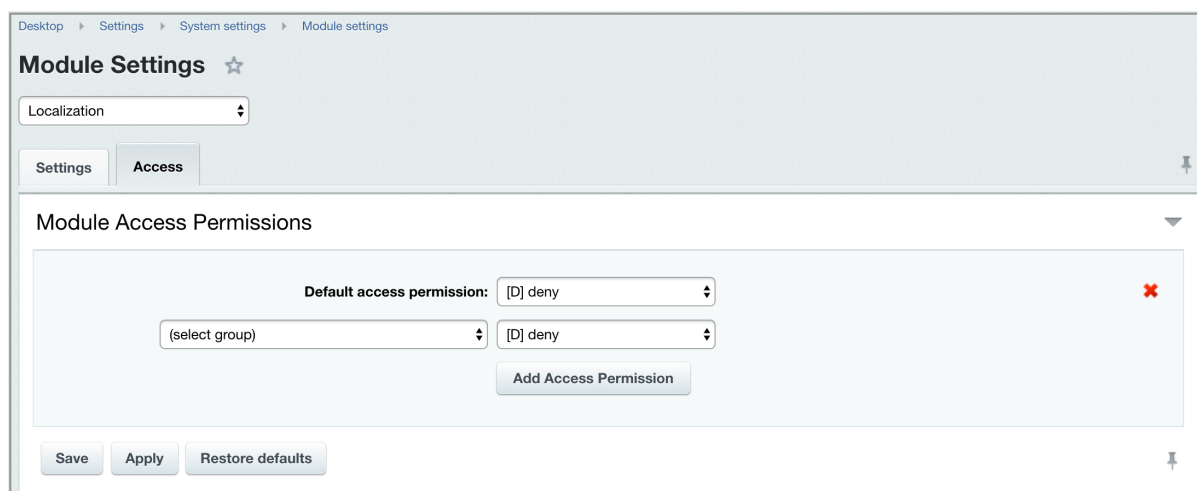 Desktop Settings System settings Module settings
Module Settings
Localization
Settings Access
Module Access Permissions
Default access permission: [D] deny
(select group) [D] deny
Add Access Permission
Save Apply Restore defaults